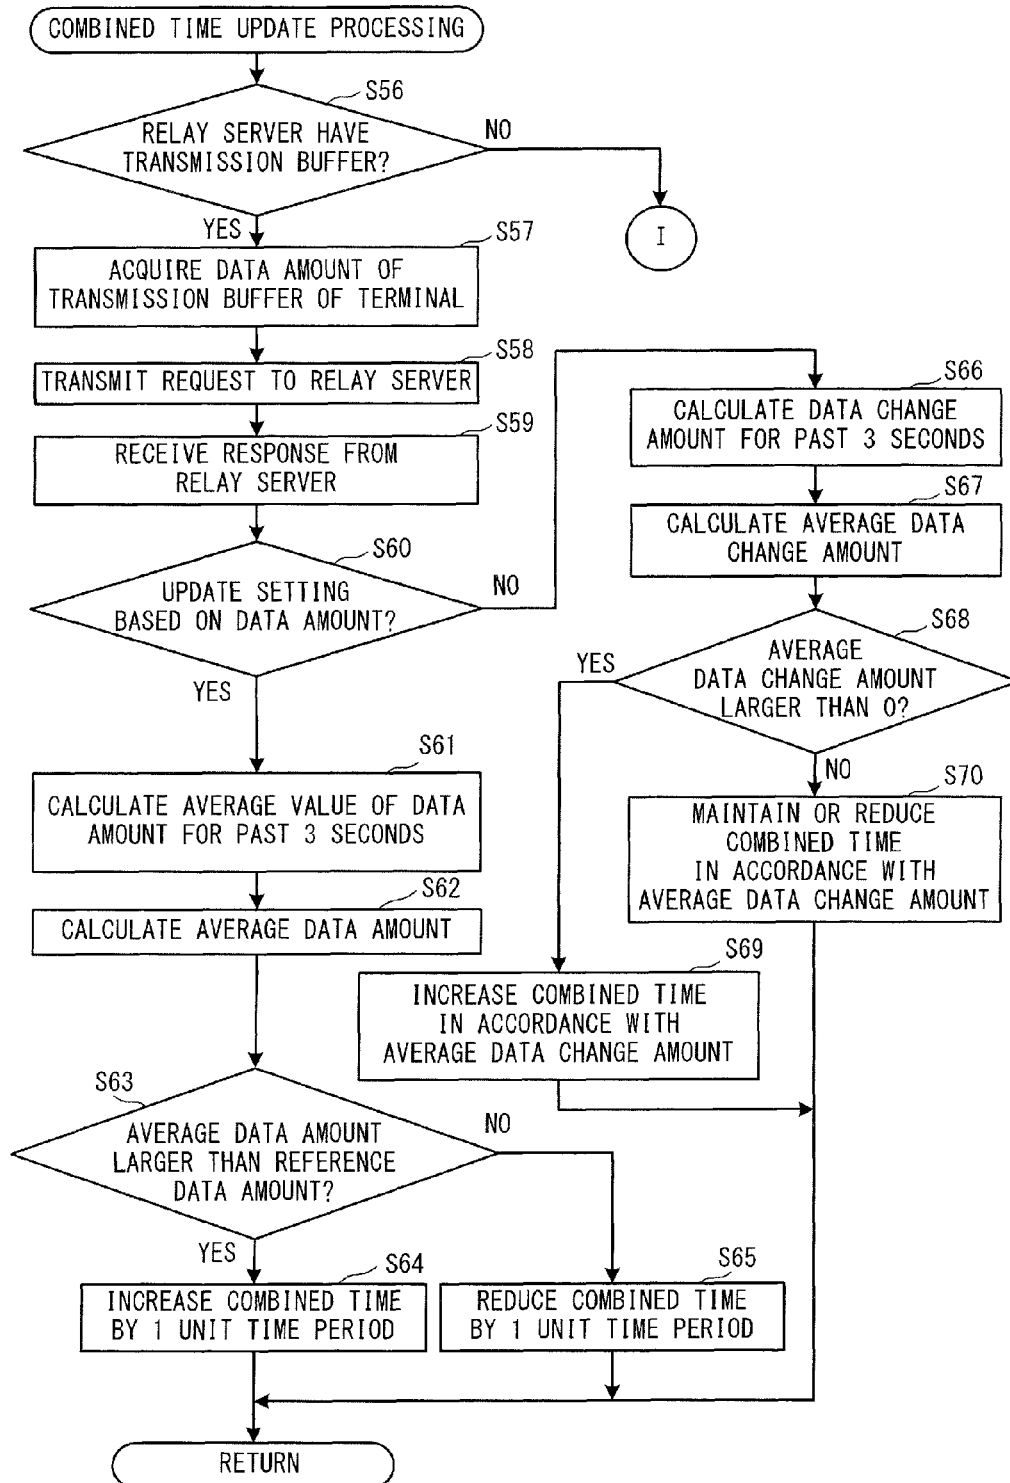 COMBINED TIME UPDATE PROCESSING
S56
RELAY SERVER HAVE
TRANSMISSION BUFFER?
NO
I
YES
S57
ACQUIRE DATA AMOUNT OF
TRANSMISSION BUFFER OF TERMINAL
S58
TRANSMIT REQUEST TO RELAY SERVER
S59
RECEIVE RESPONSE FROM
RELAY SERVER
S60
UPDATE SETTING
BASED ON DATA AMOUNT?
NO
YES
S66
CALCULATE DATA CHANGE
AMOUNT FOR PAST 3 SECONDS
S67
CALCULATE AVERAGE DATA
CHANGE AMOUNT
S68
AVERAGE
DATA CHANGE AMOUNT
LARGER THAN 0?
YES
NO
S70
MAINTAIN OR REDUCE
COMBINED TIME
IN ACCORDANCE WITH
AVERAGE DATA CHANGE AMOUNT
S69
INCREASE COMBINED TIME
IN ACCORDANCE WITH
AVERAGE DATA CHANGE AMOUNT
S61
CALCULATE AVERAGE VALUE OF DATA
AMOUNT FOR PAST 3 SECONDS
S62
CALCULATE AVERAGE DATA AMOUNT
S63
AVERAGE DATA AMOUNT
LARGER THAN REFERENCE
DATA AMOUNT?
NO
YES
S64
INCREASE COMBINED TIME
BY 1 UNIT TIME PERIOD
S65
REDUCE COMBINED TIME
BY 1 UNIT TIME PERIOD
RETURN